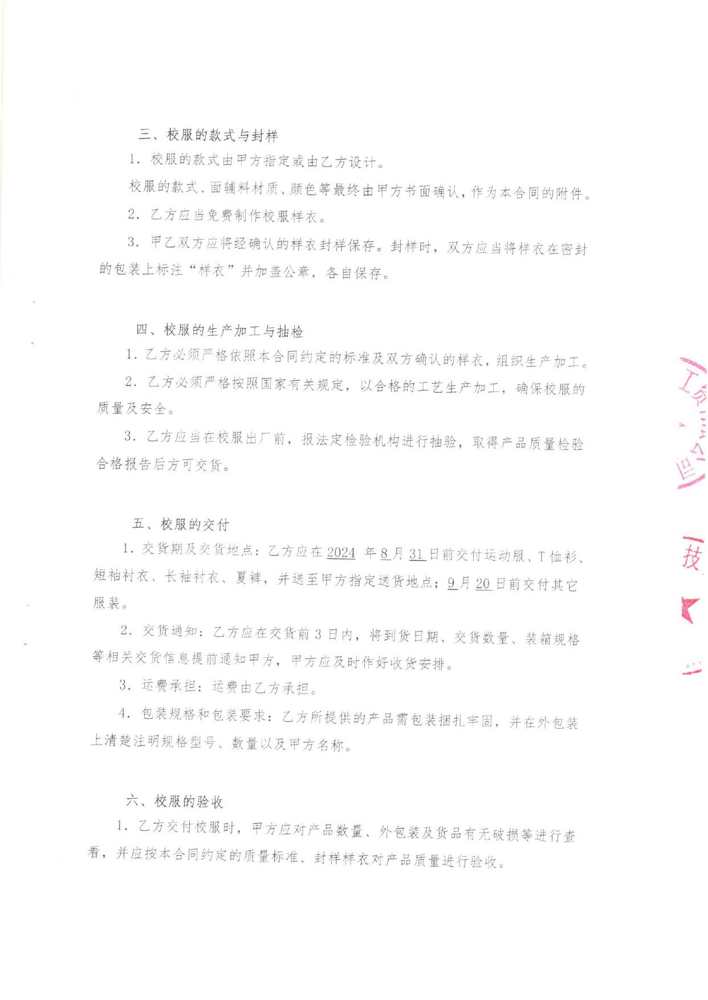 三、校服的款式与封样
1. 校服的款式由甲方指定或由乙方设计。
校服的款式、面辅料材质、颜色等最终由甲方书面确认，作为本合同的附件。
2. 乙方应当免费制作校服样衣。
3. 甲乙双方应将经确认的样衣封样保存。封样时，双方应当将样衣在密封
的包装上标注“样衣”并加盖公章，各自保存。
四、校服的生产加工与抽检
1. 乙方必须严格依照本合同约定的标准及双方确认的样衣，组织生产加工。
2. 乙方必须严格按照国家有关规定，以合格的工艺生产加工，确保校服的
质量及安全。
3. 乙方应当在校服出厂前，报法定检验机构进行抽验，取得产品质量检验
合格报告后方可交货。
五、校服的交付
1. 交货期及交货地点：乙方应在 2024 年 8 月 31 日前交付运动服、T 恤衫、
短袖衬衣、长袖衬衣、夏裤，并送至甲方指定送货地点；9 月 20 日前交付其它
服装。
2. 交货通知：乙方应在交货前 3 日内，将到货日期、交货数量、装箱规格
等相关交货信息提前通知甲方，甲方应及时作好收货安排。
3. 运费承担：运费由乙方承担。
4. 包装规格和包装要求：乙方所提供的产品需包装捆扎牢固，并在外包装
上清楚注明规格型号、数量以及甲方名称。
六、校服的验收
1. 乙方交付校服时，甲方应对产品数量、外包装及货品有无破损等进行查
看，并应按本合同约定的质量标准、封样样衣对产品质量进行验收。
技